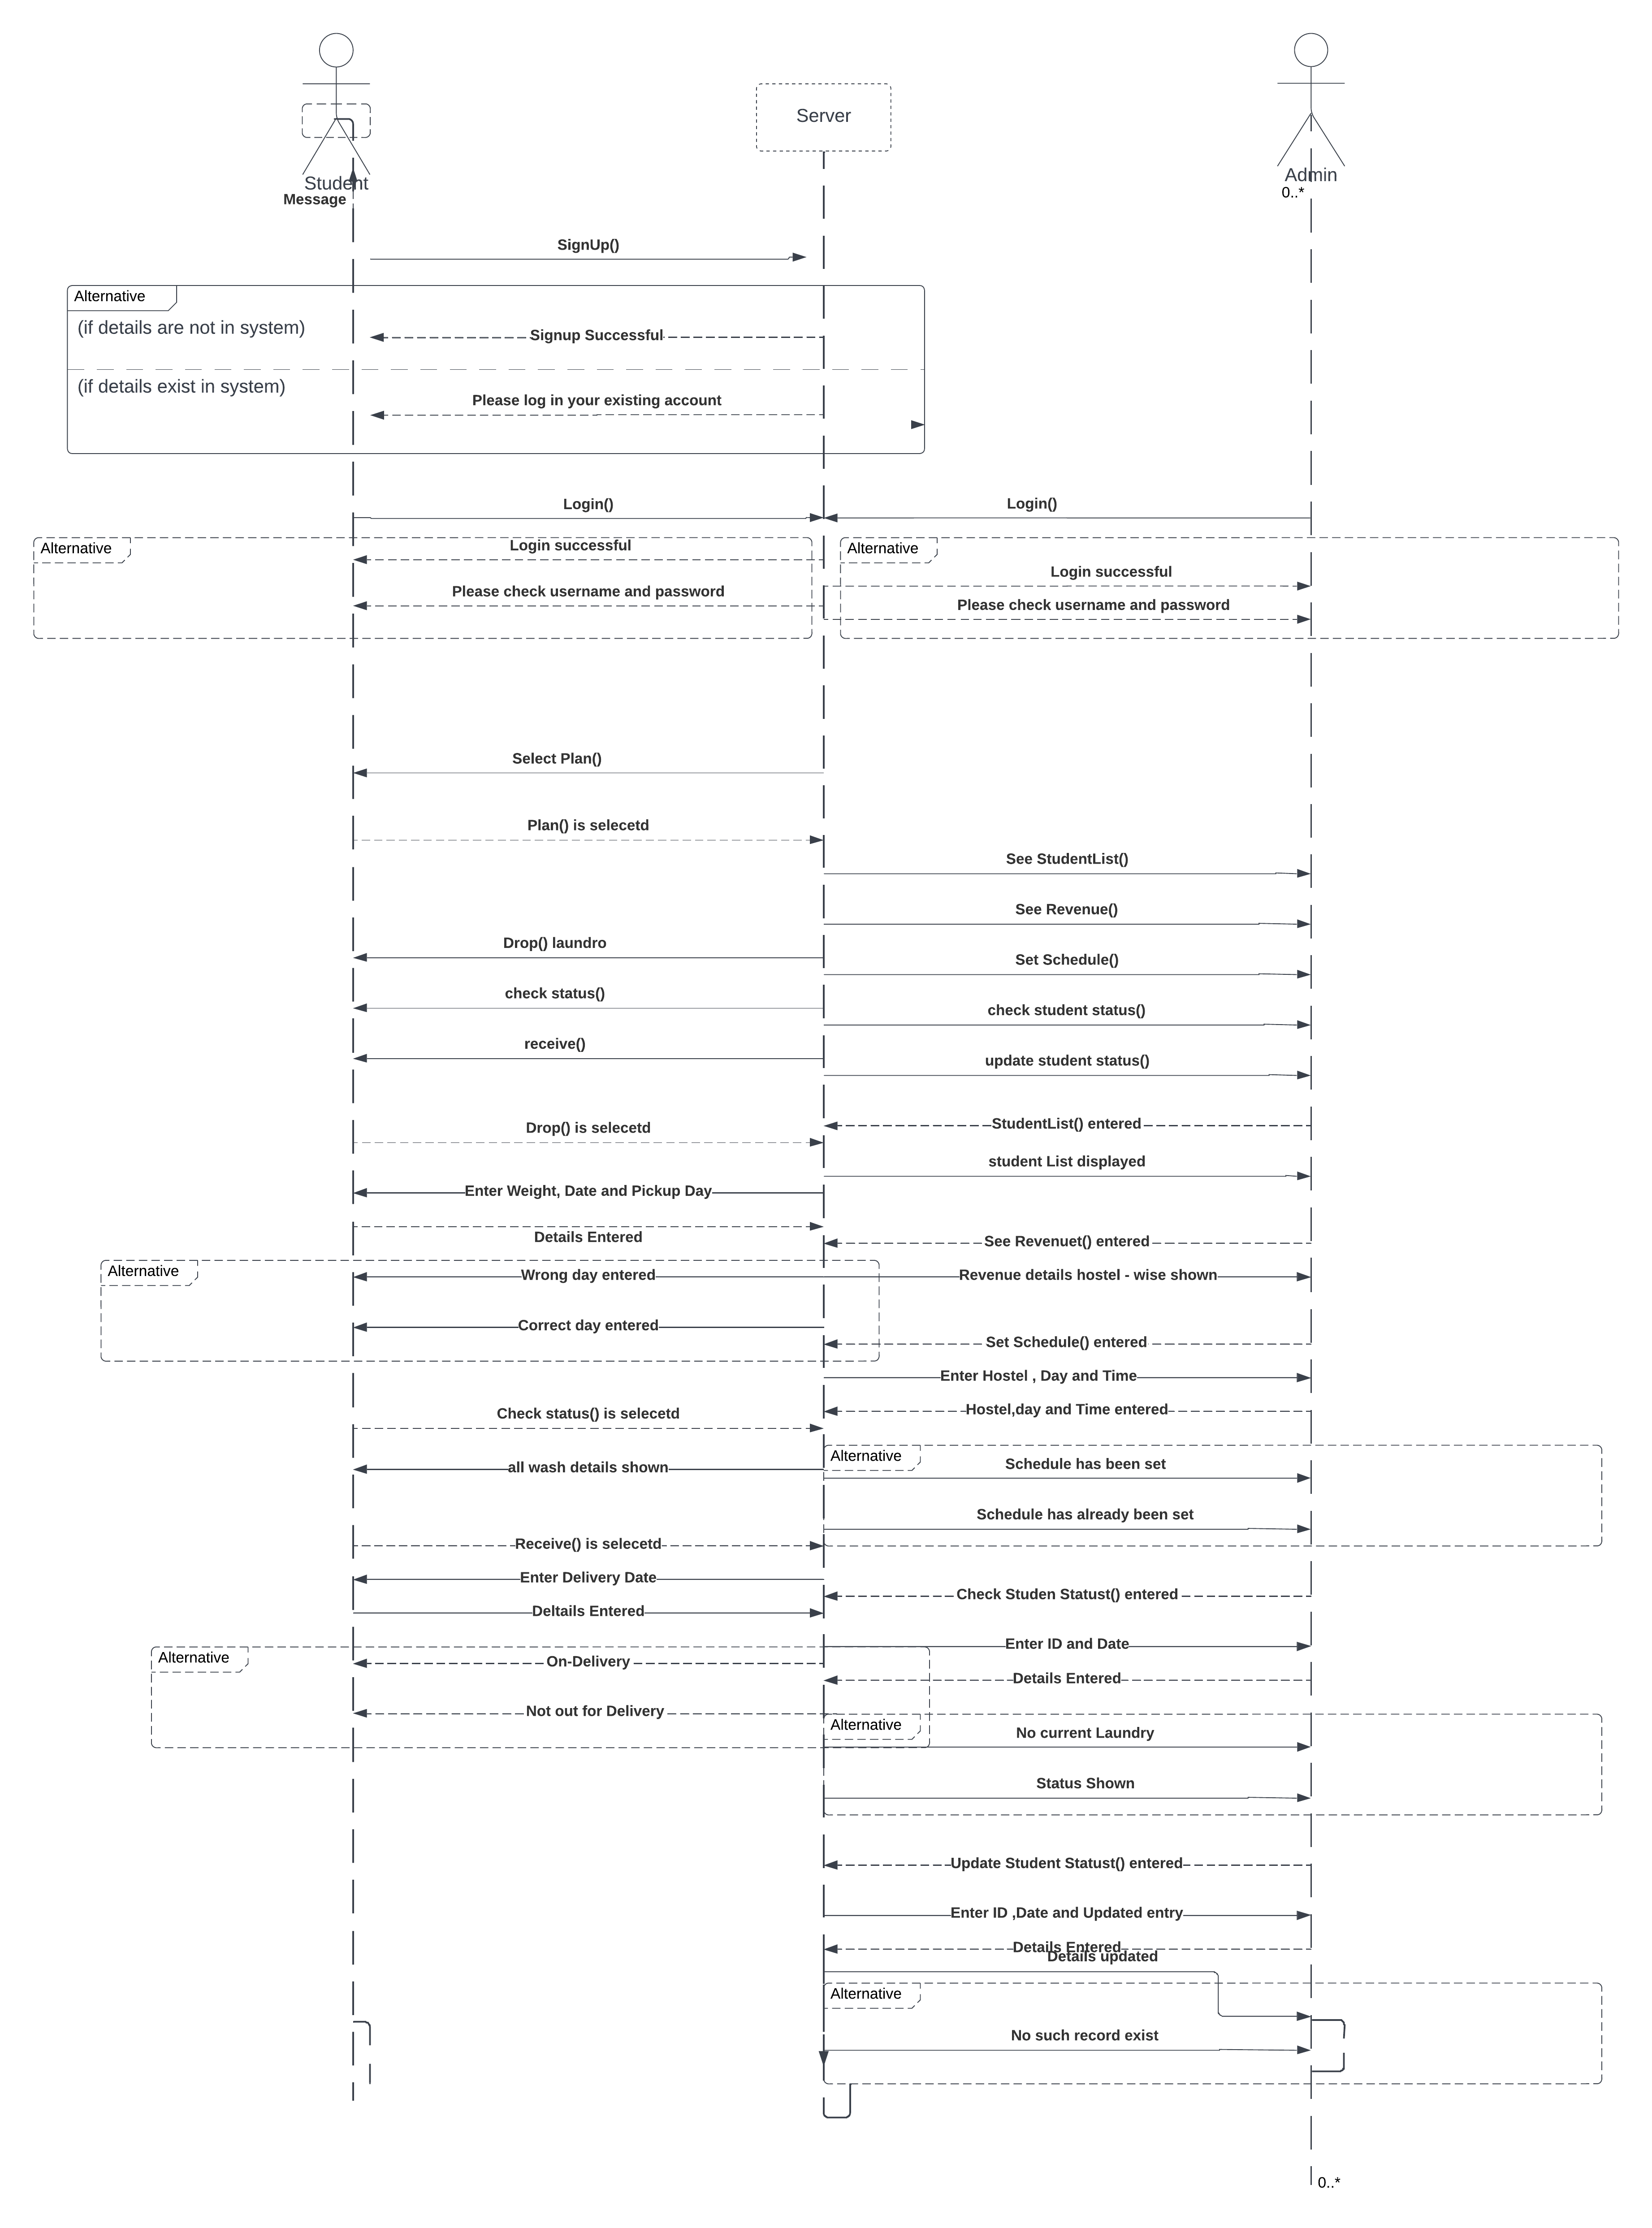 Server
Student
Admin
Message
0..*
SignUp()
Alternative
(if details are not in system)
Signup Successful
(if details exist in system)
Please log in your existing account
Login()
Login()
Alternative
Login successful
Alternative
Login successful
Please check username and password
Please check username and password
Select Plan()
Plan() is selecetd
See StudentList()
See Revenue()
Drop() laundro
Set Schedule()
check status()
check student status()
receive()
update student status()
StudentList() entered
Drop() is selecetd
student List displayed
Enter Weight, Date and Pickup Day
Details Entered
See Revenuet() entered
Alternative
Wrong day entered
Revenue details hostel - wise shown
Correct day entered
Set Schedule() entered
Enter Hostel , Day and Time
Hostel,day and Time entered
Check status() is selecetd
Alternative
Schedule has been set
all wash details shown
Schedule has already been set
Receive() is selecetd
Enter Delivery Date
Check Studen Statust() entered
Deltails Entered
Enter ID and Date
Alternative
On-Delivery
Details Entered
Not out for Delivery
Alternative
No current Laundry
Status Shown
Update Student Statust() entered
Enter ID ,Date and Updated entry
Details Entered
Details updated
Alternative
No such record exist
0..*